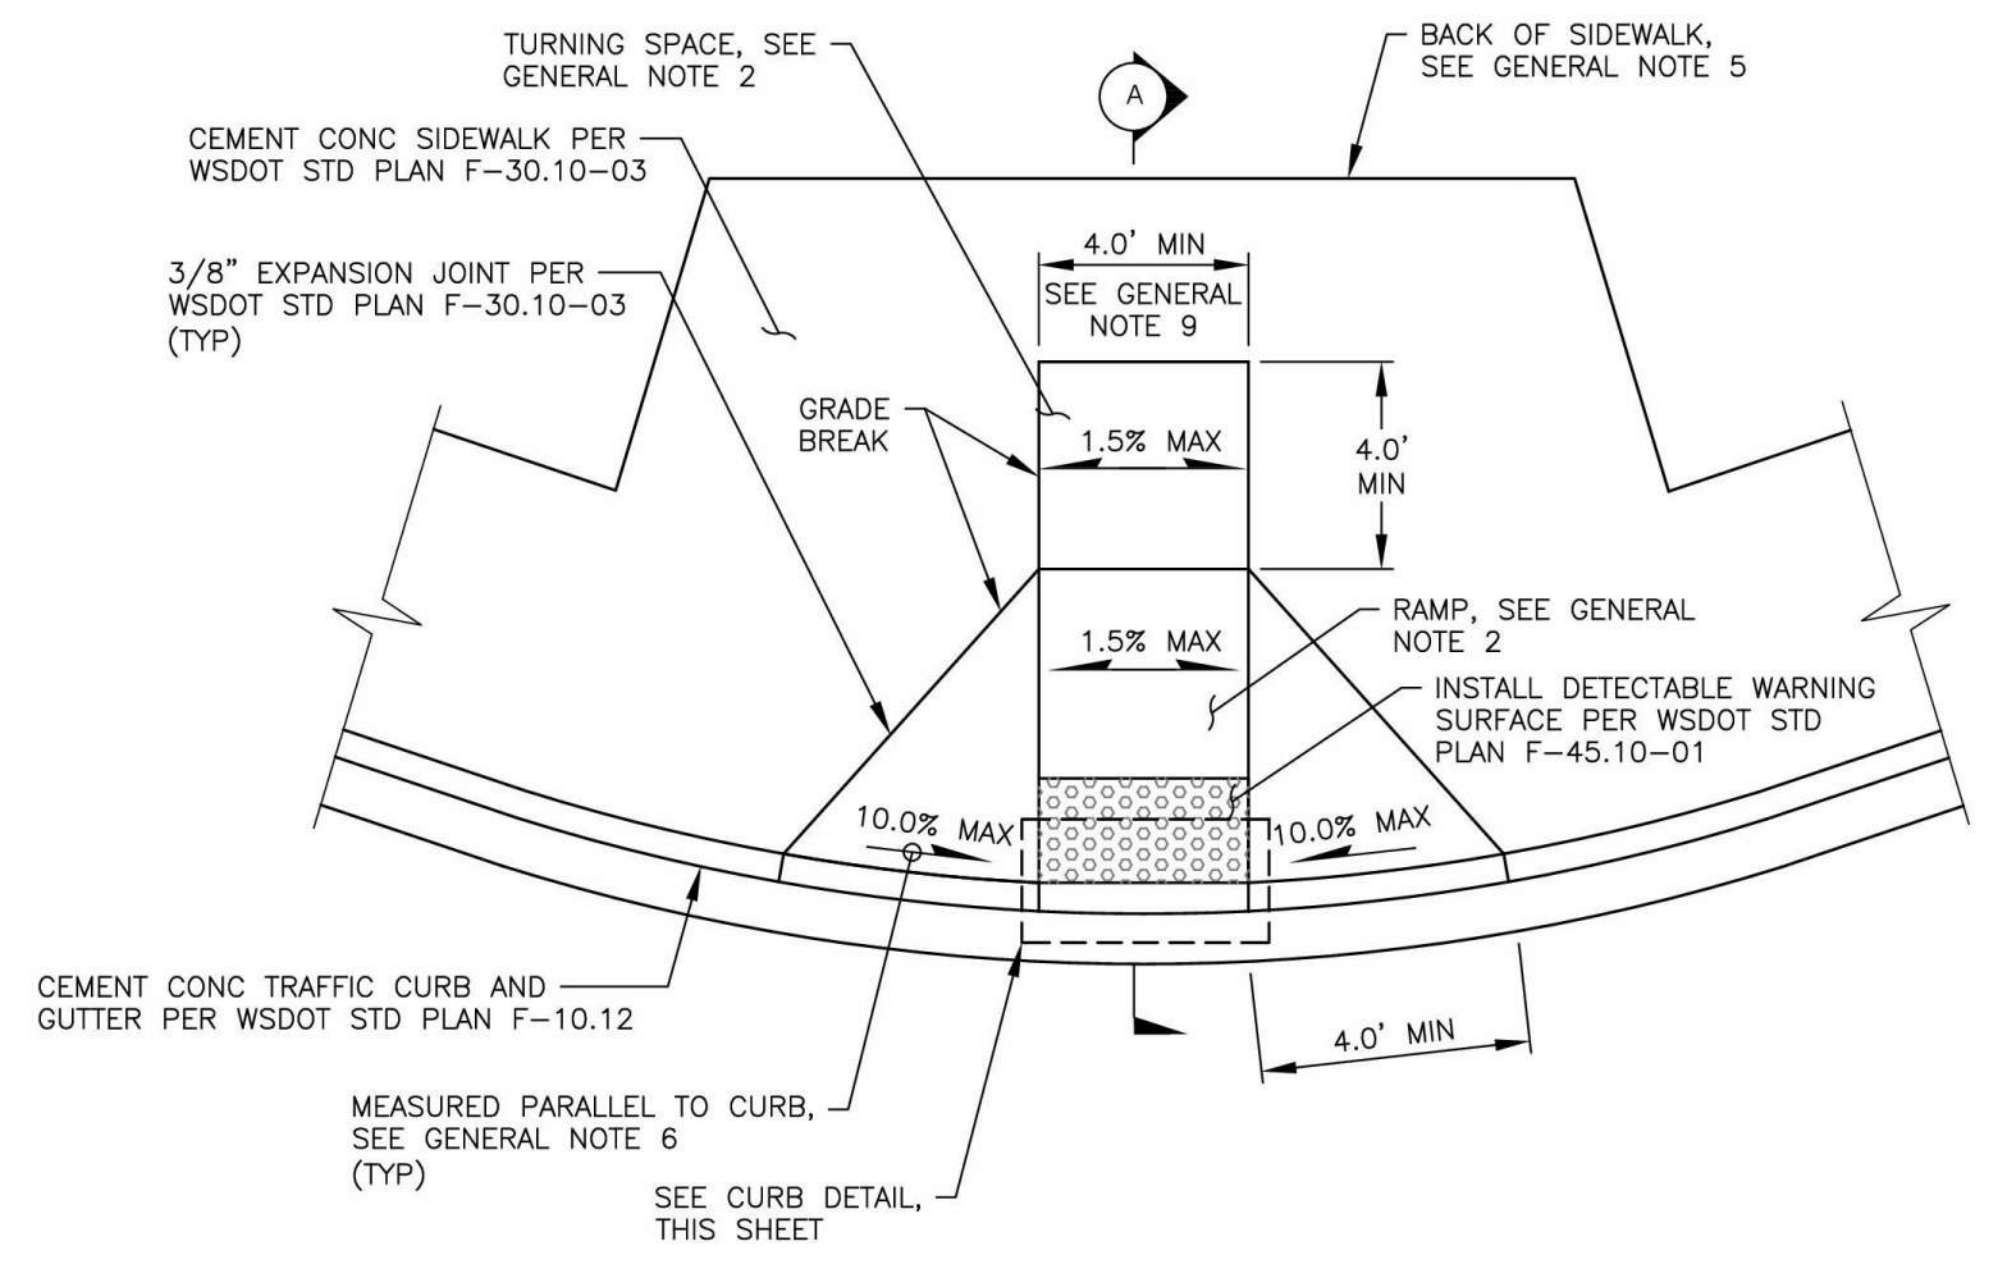 TURNING SPACE, SEE
GENERAL NOTE 2
BACK OF SIDEWALK,
SEE GENERAL NOTE 5
A
CEMENT CONC SIDEWALK PER
WSDOT STD PLAN F-30.10-03
3/8" EXPANSION JOINT PER
WSDOT STD PLAN F-30.10-03
(TYP)
4.0' MIN
SEE GENERAL
NOTE 9
GRADE
BREAK
1.5% MAX
4.0'
MIN
RAMP, SEE GENERAL
NOTE 2
1.5% MAX
INSTALL DETECTABLE WARNING
SURFACE PER WSDOT STD
PLAN F-45.10-01
10.0% MAX
10.0% MAX
CEMENT CONC TRAFFIC CURB AND
GUTTER PER WSDOT STD PLAN F-10.12
4.0' MIN
MEASURED PARALLEL TO CURB,
SEE GENERAL NOTE 6
(TYP)
SEE CURB DETAIL,
THIS SHEET